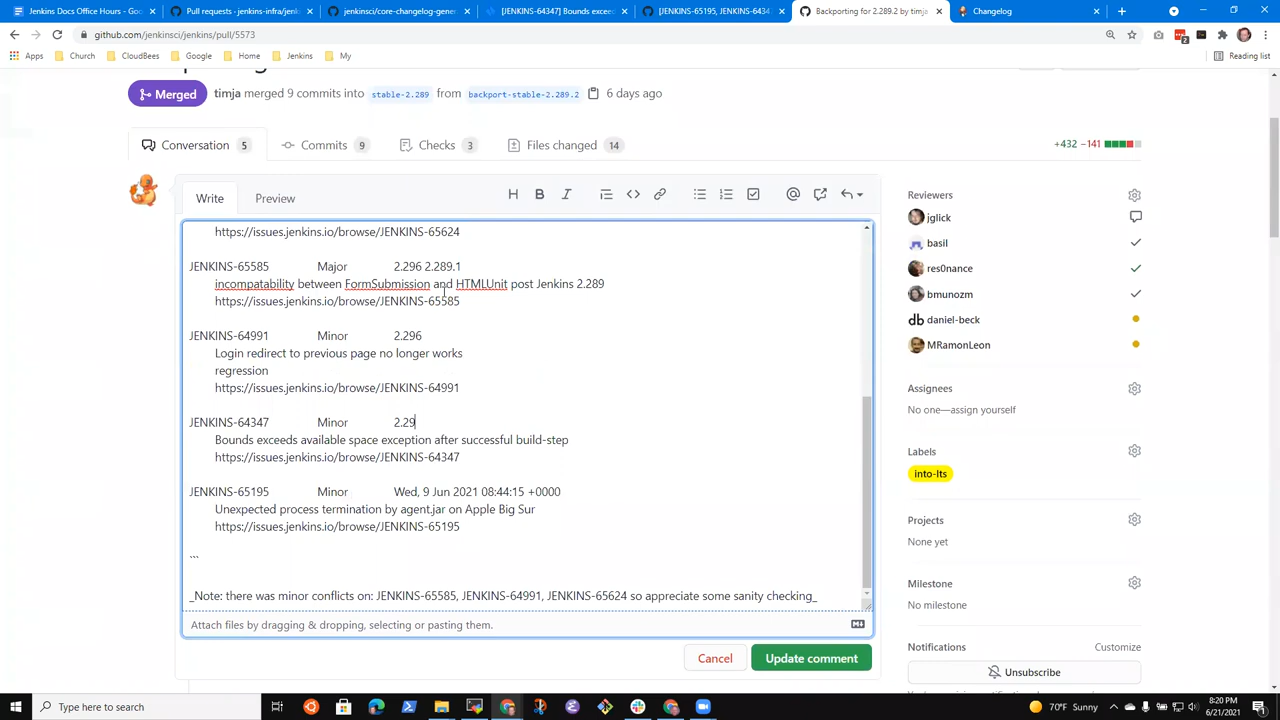 Jenkins Docs Office Hours - Goo
Pull requests · jenkins-infra/jenk
jenkinsci/core-changelog-gene
[JENKINS-64347] Bounds excee
[JENKINS-65195, JENKINS-6434
Backporting for 2.289.2 by timja
Changelog
github.com/jenkinsci/jenkins/pull/5573
2
Apps
Church
CloudBees
Google
Home
Jenkins
My
Reading list
Merged
timja merged 9 commits into stable-2.289 from backport-stable-2.289.2 6 days ago
Conversation 5
Commits 9
Checks 3
Files changed 14
+432 −141
Write
Preview
https://issues.jenkins.io/browse/JENKINS-65624
JENKINS-65585 Major 2.296 2.289.1
incompatability between FormSubmission and HTMLUnit post Jenkins 2.289
https://issues.jenkins.io/browse/JENKINS-65585
JENKINS-64991 Minor 2.296
Login redirect to previous page no longer works
regression
https://issues.jenkins.io/browse/JENKINS-64991
JENKINS-64347 Minor 2.29
Bounds exceeds available space exception after successful build-step
https://issues.jenkins.io/browse/JENKINS-64347
JENKINS-65195 Minor Wed, 9 Jun 2021 08:44:15 +0000
Unexpected process termination by agent.jar on Apple Big Sur
https://issues.jenkins.io/browse/JENKINS-65195
```
_Note: there was minor conflicts on: JENKINS-65585, JENKINS-64991, JENKINS-65624 so appreciate some sanity checking_
Attach files by dragging & dropping, selecting or pasting them.
Cancel
Update comment
Reviewers
jglick
basil
res0nance
bmunozm
daniel-beck
MRamonLeon
Assignees
No one—assign yourself
Labels
into-lts
Projects
None yet
Milestone
No milestone
Notifications
Customize
Unsubscribe
Type here to search
70°F Sunny
8:20 PM
6/21/2021